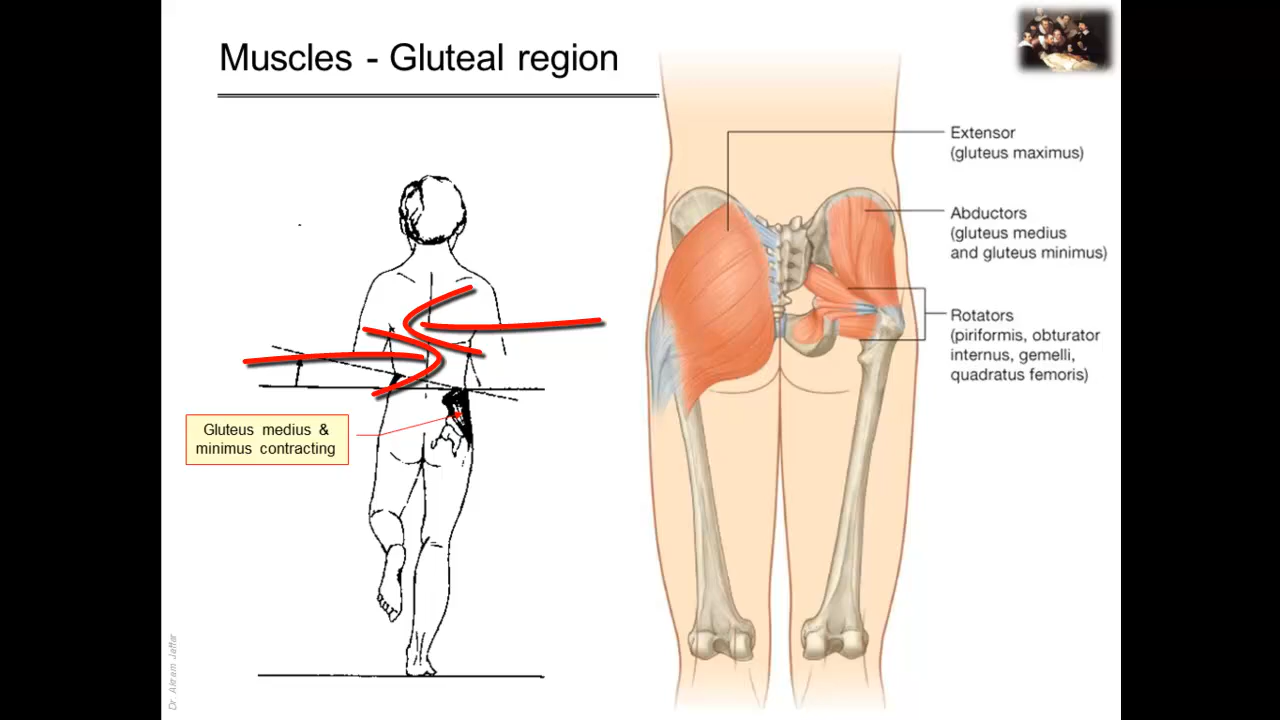 Muscles - Gluteal region
Extensor
(gluteus maximus)
Abductors
(gluteus medius
and gluteus minimus)
Rotators
(piriformis, obturator
internus, gemelli,
quadratus femoris)
Gluteus medius &
minimus contracting
Dr. Akram Jaffar